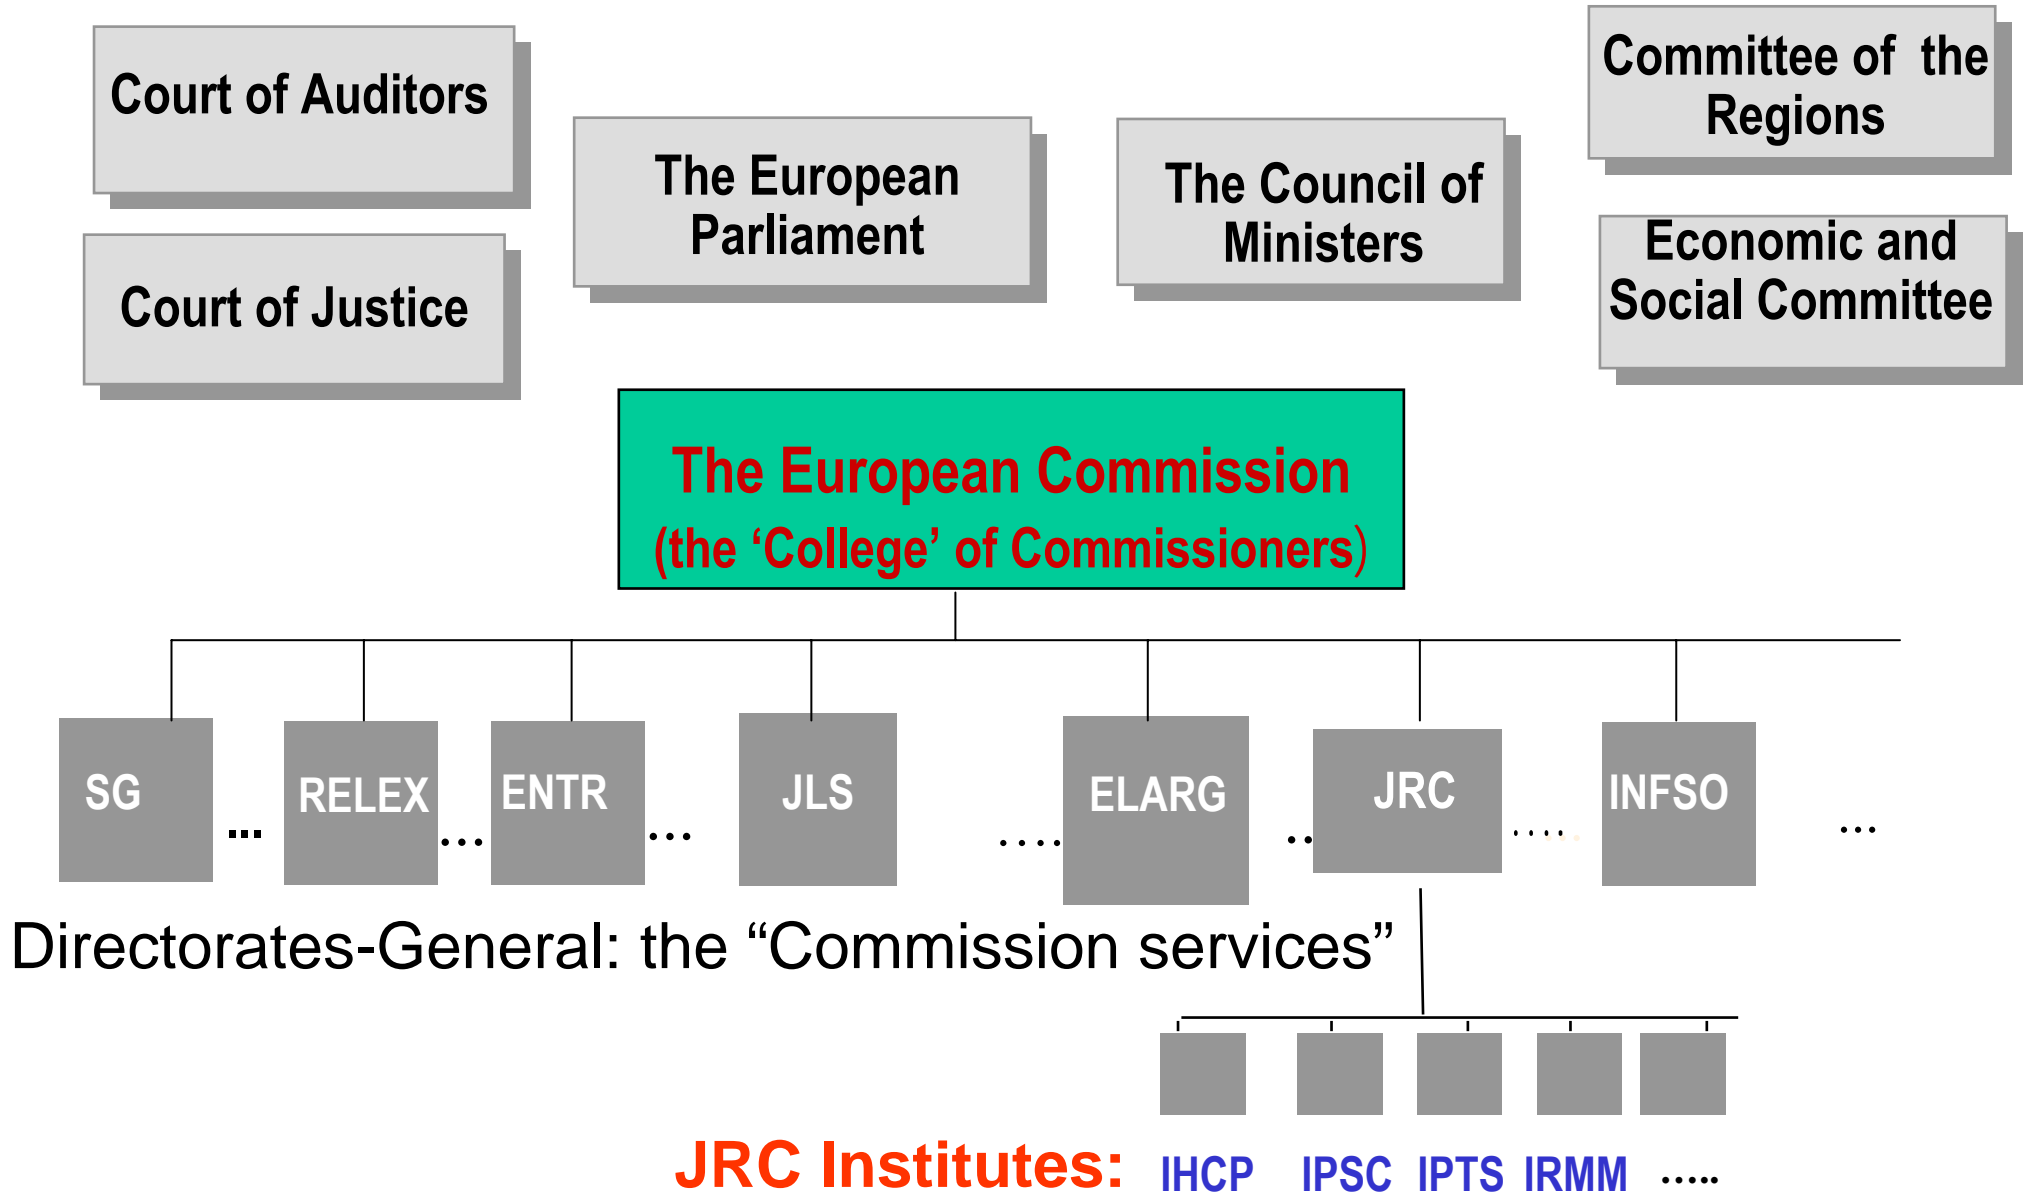 Court of Auditors
Court of Justice
The European
Parliament
The Council of
Ministers
Committee of the
Regions
Economic and
Social Committee
The European Commission
(the ‘College’ of Commissioners)
SG
...
RELEX
...
ENTR
...
JLS
....
ELARG
..
JRC
.....
INFSO
...
Directorates-General: the “Commission services”
JRC Institutes: IHCP IPSC IPTS IRMM .....